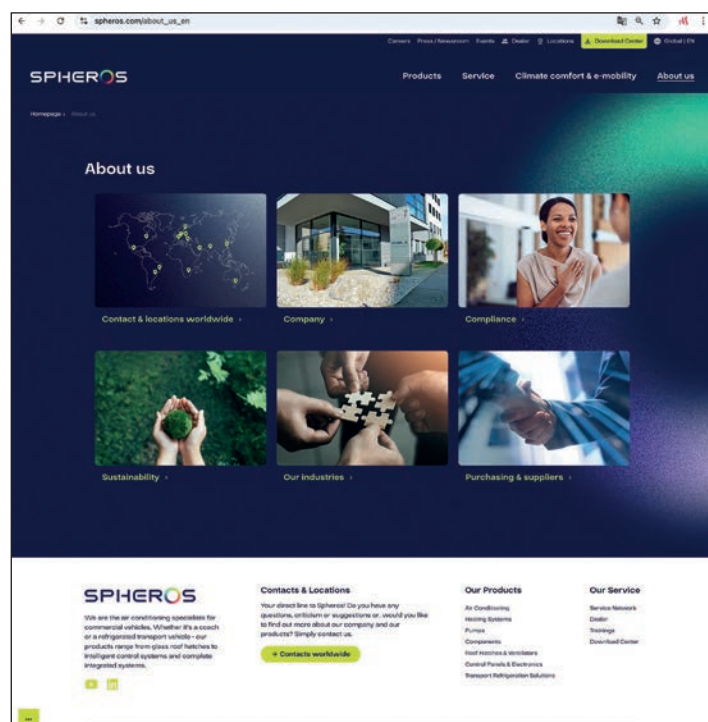 spheros.com/about_us_en
Careers Press / Newsroom Events Dealer Locations Download Center Global | EN
SPHEROS
Products Service Climate comfort & e-mobility About us
Homepage › About us
About us
Contact & locations worldwide ›
Company ›
Compliance ›
Sustainability ›
Our industries ›
Purchasing & suppliers ›
SPHEROS
We are the air conditioning specialists for
commercial vehicles. Whether it's a coach
or a refrigerated transport vehicle - our
products range from glass roof hatches to
intelligent control systems and complete
integrated systems.
Contacts & Locations
Your direct line to Spheros! Do you have any
questions, criticism or suggestions or, would you like
to find out more about our company and our
products? Simply contact us.
→ Contacts worldwide
Our Products
Air Conditioning
Heating Systems
Pumps
Components
Roof Hatches & Ventilators
Control Panels & Electronics
Transport Refrigeration Solutions
Our Service
Service Network
Dealer
Trainings
Download Center